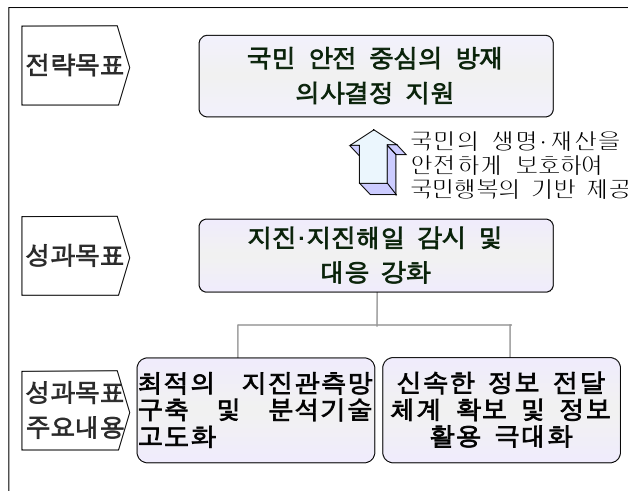 전략목표
국민 안전 중심의 방재
의사결정 지원
국민의 생명·재산을
안전하게 보호하여
국민행복의 기반 제공
성과목표
지진·지진해일 감시 및
대응 강화
성과목표
주요내용
최적의 지진관측망
구축 및 분석기술
고도화
신속한 정보 전달
체계 확보 및 정보
활용 극대화